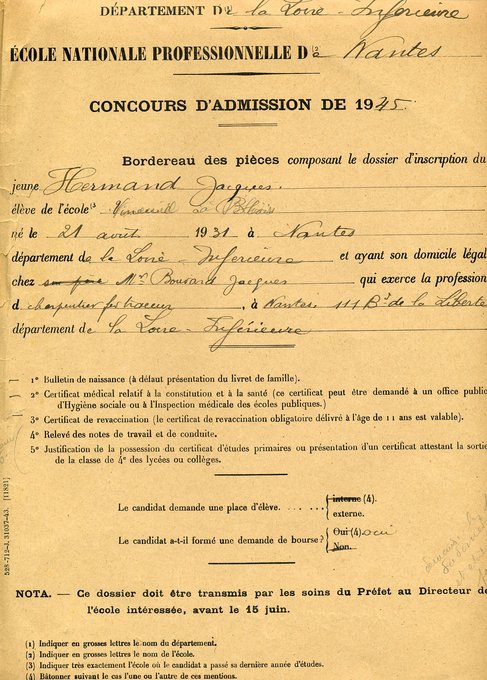 DÉPARTEMENT D de la Loire-Inférieure
ÉCOLE NATIONALE PROFESSIONNELLE D(2) e Nantes
CONCOURS D'ADMISSION DE 1945.
Bordereau des pièces composant le dossier d'inscription du
jeune Hermand Jacques.
élève de l'école(3 Vineuil à Blois
né le 21 avril 1931 à Nantes
département de la Loire-Inférieure et ayant son domicile légal
chez son père Mr Bouvard Jacques qui exerce la profession
d charpentier fer traceur, à Nantes. 111 Bd de la Liberté
département de la Loire-Inférieure
1° Bulletin de naissance (à défaut présentation du livret de famille).
2° Certificat médical relatif à la constitution et à la santé (ce certificat peut être demandé à un office public
d'Hygiène sociale ou à l'Inspection médicale des écoles publiques.)
3° Certificat de revaccination (le certificat de revaccination obligatoire délivré à l'âge de 11 ans est valable).
4° Relevé des notes de travail et de conduite.
5° Justification de la possession du certificat d'études primaires ou présentation d'un certificat attestant la sortie
de la classe de 4e des lycées ou collèges.
Le candidat demande une place d'élève. . . . interne (4).
externe.
Le candidat a-t-il formé une demande de bourse? Oui (4) oui
Non.
528-712-J. 31037-43. [11821]
NOTA. — Ce dossier doit être transmis par les soins du Préfet au Directeur de
l'école intéressée, avant le 15 juin.
(1) Indiquer en grosses lettres le nom du département.
(2) Indiquer en grosses lettres le nom de l'école.
(3) Indiquer très exactement l'école où le candidat a passé sa dernière année d'études.
(4) Bâtonner suivant le cas l'une ou l'autre de ces mentions.